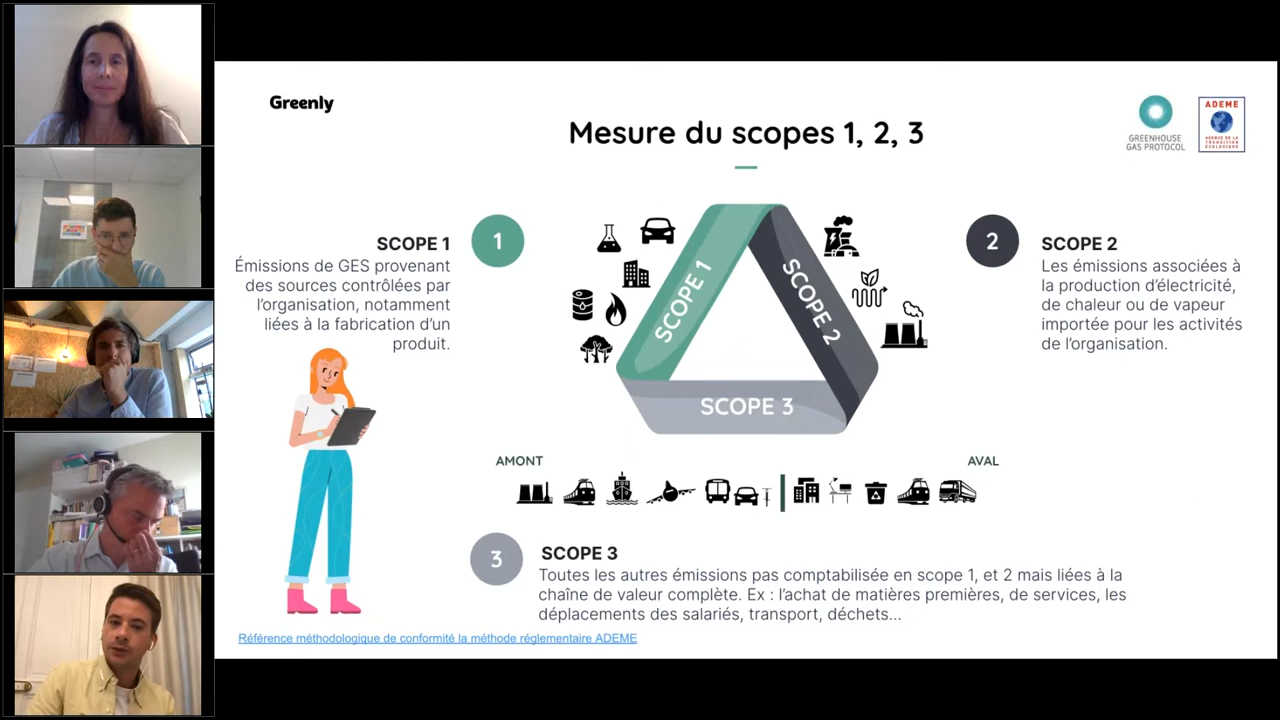 Greenly
Mesure du scopes 1, 2, 3
GREENHOUSE
GAS PROTOCOL
ADEME
AGENCE DE LA
TRANSITION
ÉCOLOGIQUE
1
SCOPE 1
Émissions de GES provenant
des sources contrôlées par
l'organisation, notamment
liées à la fabrication d'un
produit.
SCOPE 1
SCOPE 2
SCOPE 3
2
SCOPE 2
Les émissions associées à
la production d'électricité,
de chaleur ou de vapeur
importée pour les activités
de l'organisation.
AMONT
AVAL
3
SCOPE 3
Toutes les autres émissions pas comptabilisée en scope 1, et 2 mais liées à la
chaîne de valeur complète. Ex : l'achat de matières premières, de services, les
déplacements des salariés, transport, déchets...
Référence méthodologique de conformité la méthode réglementaire ADEME